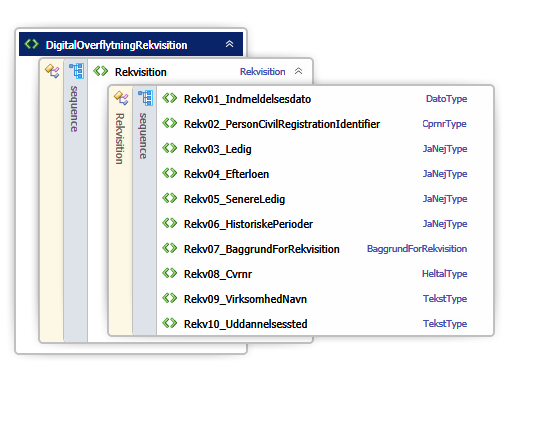 DigitalOverflytningRekvisition
sequence
Rekvisition Rekvisition
Rekvisition
sequence
Rekv01_Indmeldelsesdato DatoType
Rekv02_PersonCivilRegistrationIdentifier CprnrType
Rekv03_Ledig JaNejType
Rekv04_Efterloen JaNejType
Rekv05_SenereLedig JaNejType
Rekv06_HistoriskePerioder JaNejType
Rekv07_BaggrundForRekvisition BaggrundForRekvisition
Rekv08_Cvrnr HeltalType
Rekv09_VirksomhedNavn TekstType
Rekv10_Uddannelsessted TekstType